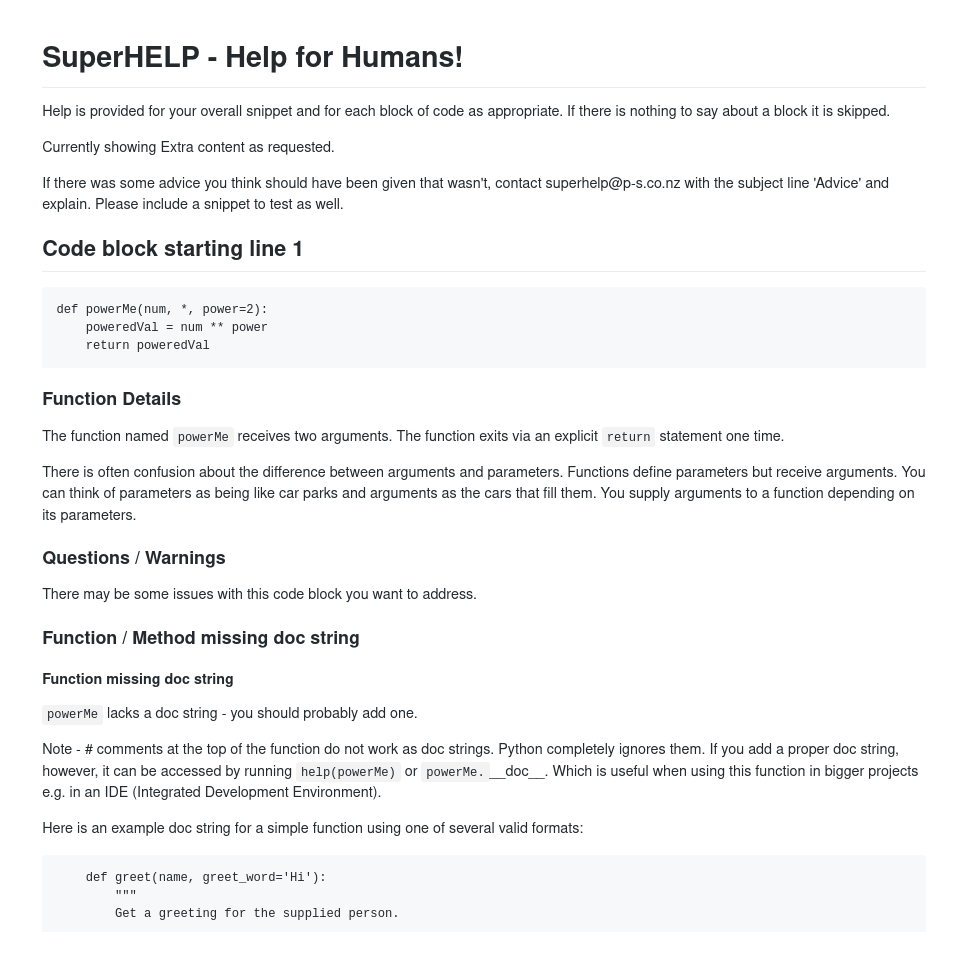 SuperHELP - Help for Humans!
Help is provided for your overall snippet and for each block of code as appropriate. If there is nothing to say about a block it is skipped.
Currently showing Extra content as requested.
If there was some advice you think should have been given that wasn't, contact superhelp@p-s.co.nz with the subject line 'Advice' and
explain. Please include a snippet to test as well.
Code block starting line 1
def powerMe(num, *, power=2):
    poweredVal = num ** power
    return poweredVal
Function Details
The function named powerMe receives two arguments. The function exits via an explicit return statement one time.
There is often confusion about the difference between arguments and parameters. Functions define parameters but receive arguments. You
can think of parameters as being like car parks and arguments as the cars that fill them. You supply arguments to a function depending on
its parameters.
Questions / Warnings
There may be some issues with this code block you want to address.
Function / Method missing doc string
Function missing doc string
powerMe lacks a doc string - you should probably add one.
Note - # comments at the top of the function do not work as doc strings. Python completely ignores them. If you add a proper doc string,
however, it can be accessed by running help(powerMe) or powerMe. __doc__. Which is useful when using this function in bigger projects
e.g. in an IDE (Integrated Development Environment).
Here is an example doc string for a simple function using one of several valid formats:
    def greet(name, greet_word='Hi'):
        """
        Get a greeting for the supplied person.